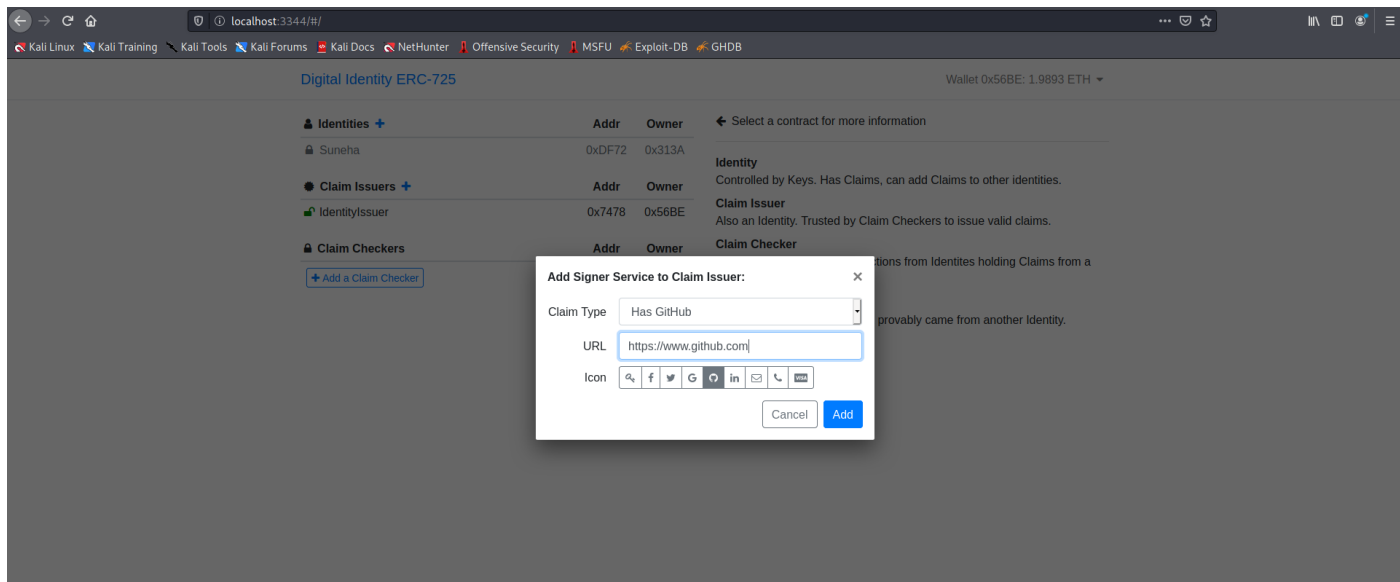 localhost:3344/#/
Kali Linux Kali Training Kali Tools Kali Forums Kali Docs NetHunter Offensive Security MSFU Exploit-DB GHDB
Digital Identity ERC-725 Wallet 0x56BE: 1.9893 ETH
Identities Addr Owner
Suneha 0xDF72 0x313A
Claim Issuers Addr Owner
IdentityIssuer 0x7478 0x56BE
Claim Checkers Addr Owner
+ Add a Claim Checker
Select a contract for more information
Identity
Controlled by Keys. Has Claims, can add Claims to other identities.
Claim Issuer
Also an Identity. Trusted by Claim Checkers to issue valid claims.
Claim Checker
tions from Identites holding Claims from a
provably came from another Identity.
Add Signer Service to Claim Issuer: ×
Claim Type Has GitHub
URL https://www.github.com
Icon f G in VISA
Cancel Add